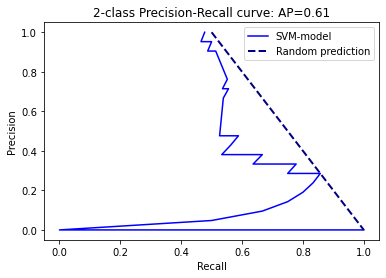 2-class Precision-Recall curve: AP=0.61
SVM-model
Random prediction
Precision
1.0
0.8
0.6
0.4
0.2
0.0
0.0 0.2 0.4 0.6 0.8 1.0
Recall